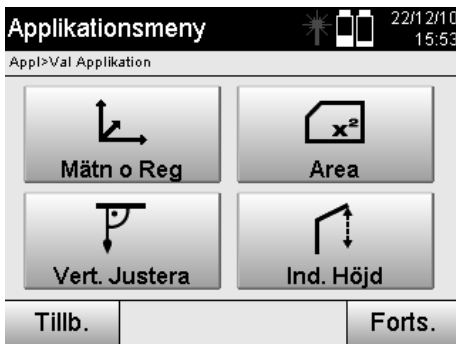 Applikationsmeny
22/12/10
15:53
Appl>Val Applikation
x²
Mätn o Reg
Area
Vert. Justera
Ind. Höjd
Tillb.
Forts.